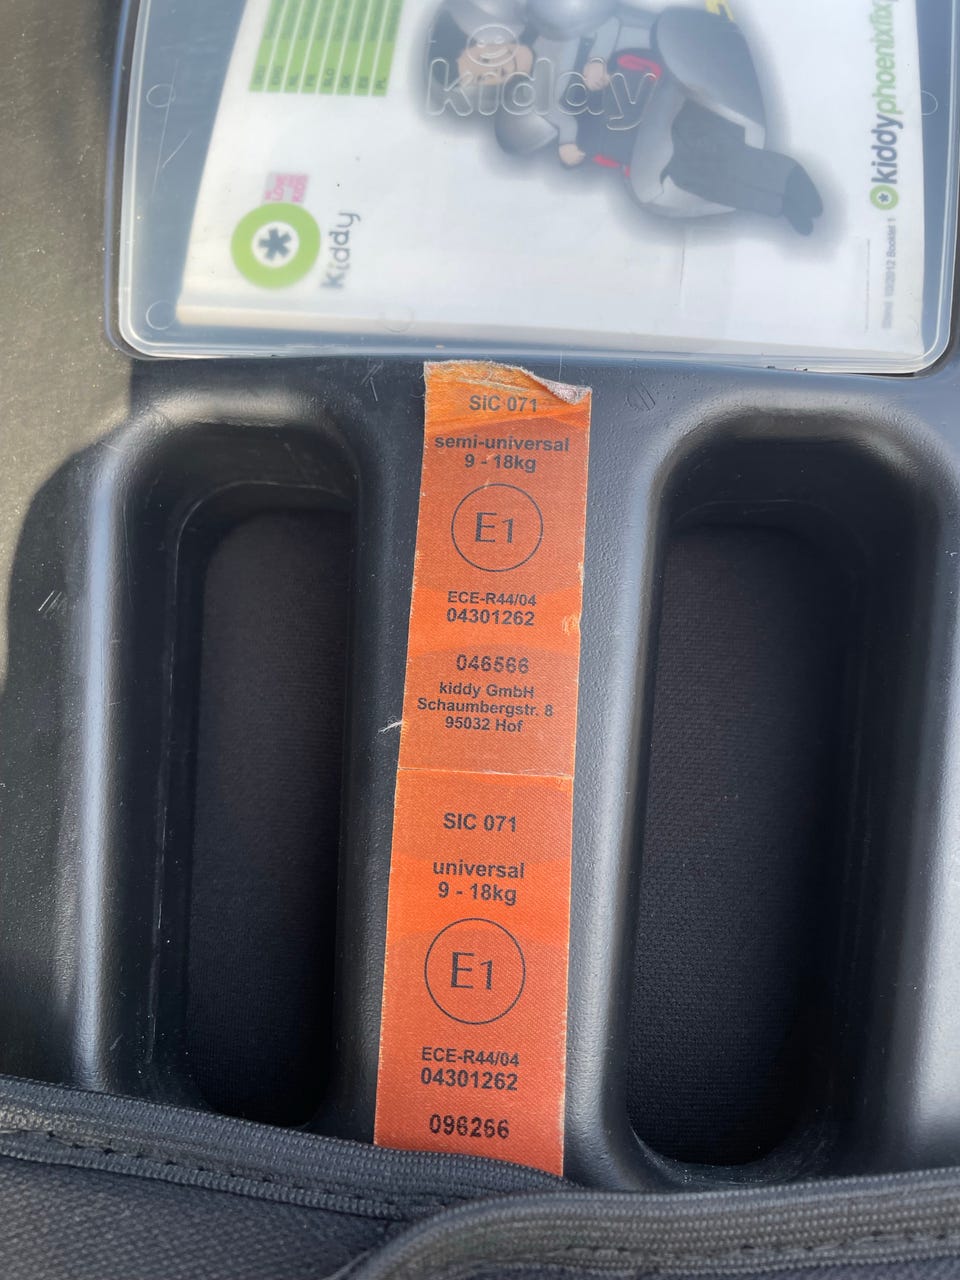 kiddy
Kiddy
kiddyphoenixfixp
SIC 071
semi-universal
9 - 18kg
E1
ECE-R44/04
04301262
046566
kiddy GmbH
Schaumbergstr. 8
95032 Hof
SIC 071
universal
9 - 18kg
E1
ECE-R44/04
04301262
096266